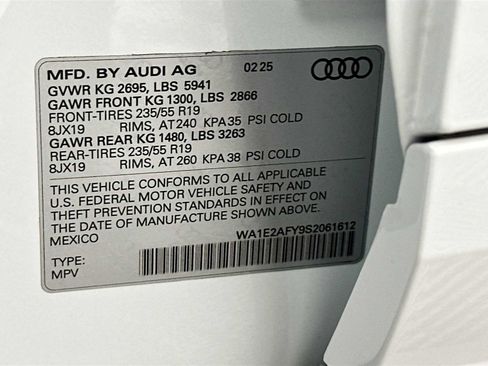 MFD. BY AUDI AG 02 25
GVWR KG 2695, LBS 5941
GAWR FRONT KG 1300, LBS 2866
FRONT-TIRES 235/55 R19
8JX19 RIMS, AT 240 KPA 35 PSI COLD
GAWR REAR KG 1480, LBS 3263
REAR-TIRES 235/55 R19
8JX19 RIMS, AT 260 KPA 38 PSI COLD
THIS VEHICLE CONFORMS TO ALL APPLICABLE
U.S. FEDERAL MOTOR VEHICLE SAFETY AND
THEFT PREVENTION STANDARDS IN EFFECT ON
THE DATE OF MANUFACTURE SHOWN ABOVE.
MEXICO
WA1E2AFY9S2061612
TYPE:
MPV